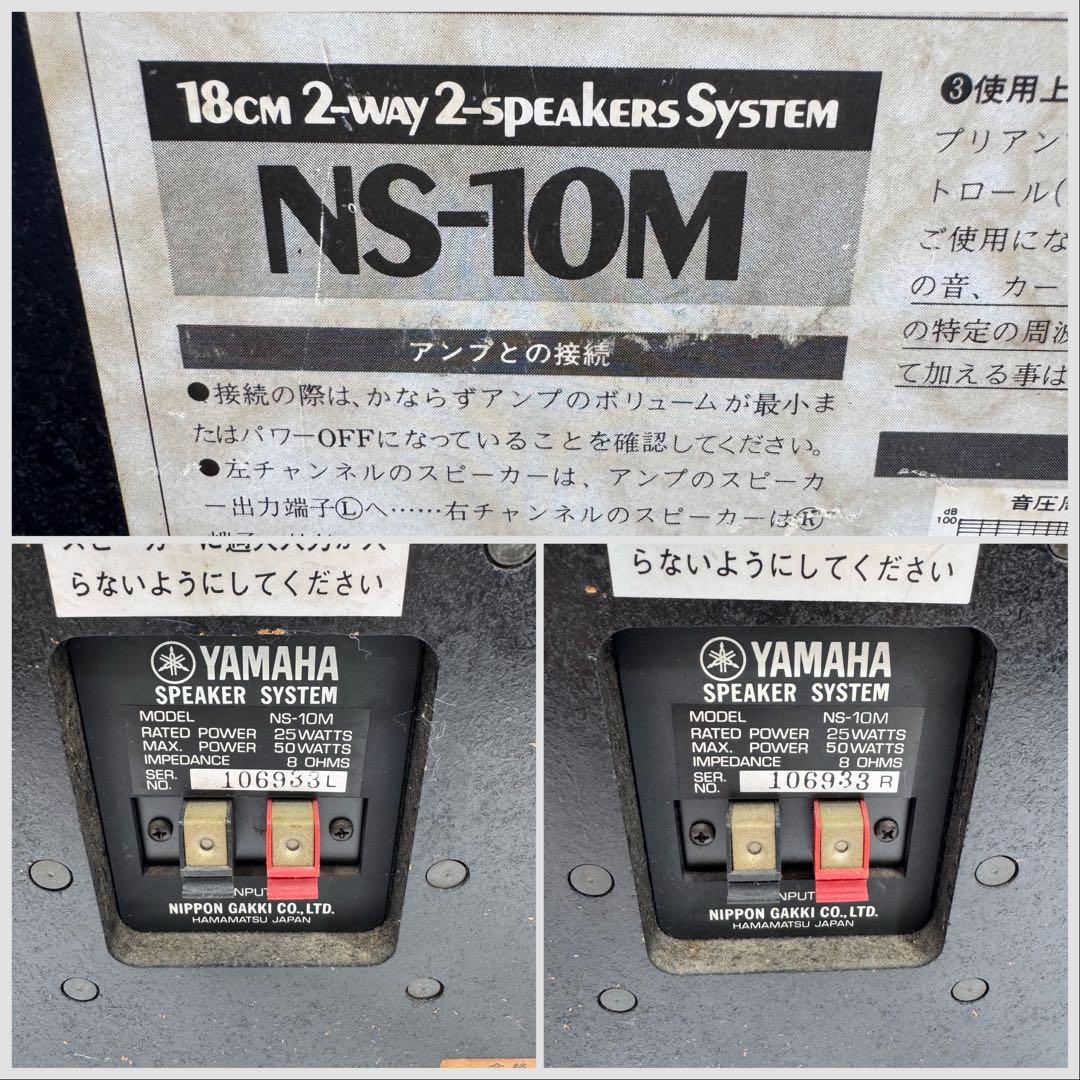 18CM 2-WAY 2-SPEAKERS SYSTEM
NS-10M
アンプとの接続
●接続の際は、かならずアンプのボリュームが最小ま
たはパワーOFFになっていることを確認してください。
●左チャンネルのスピーカーは、アンプのスピーカ
ー出力端子Ⓛへ……右チャンネルのスピーカーはⓇ
❸使用上
プリアン
トロール(
ご使用にな
の音、カー
の特定の周波
て加える事は
音圧周
dB
100
らないようにしてください
YAMAHA
SPEAKER SYSTEM
MODEL NS-10M
RATED POWER 25WATTS
MAX. POWER 50WATTS
IMPEDANCE 8 OHMS
SER. NO. 106933 L
INPUT
NIPPON GAKKI CO., LTD.
HAMAMATSU JAPAN
合格
らないようにしてください
YAMAHA
SPEAKER SYSTEM
MODEL NS-10M
RATED POWER 25WATTS
MAX. POWER 50WATTS
IMPEDANCE 8 OHMS
SER. NO. 106933 R
INPUT
NIPPON GAKKI CO., LTD.
HAMAMATSU JAPAN